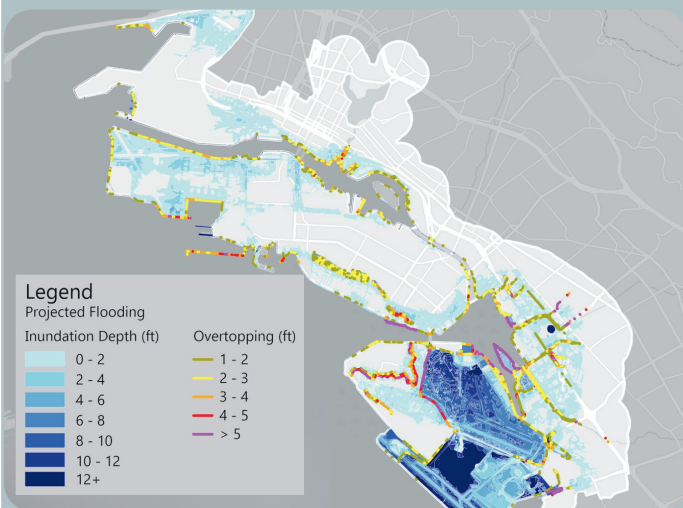 Legend
Projected Flooding
Inundation Depth (ft)
0 - 2
2 - 4
4 - 6
6 - 8
8 - 10
10 - 12
12+
Overtopping (ft)
1 - 2
2 - 3
3 - 4
4 - 5
> 5